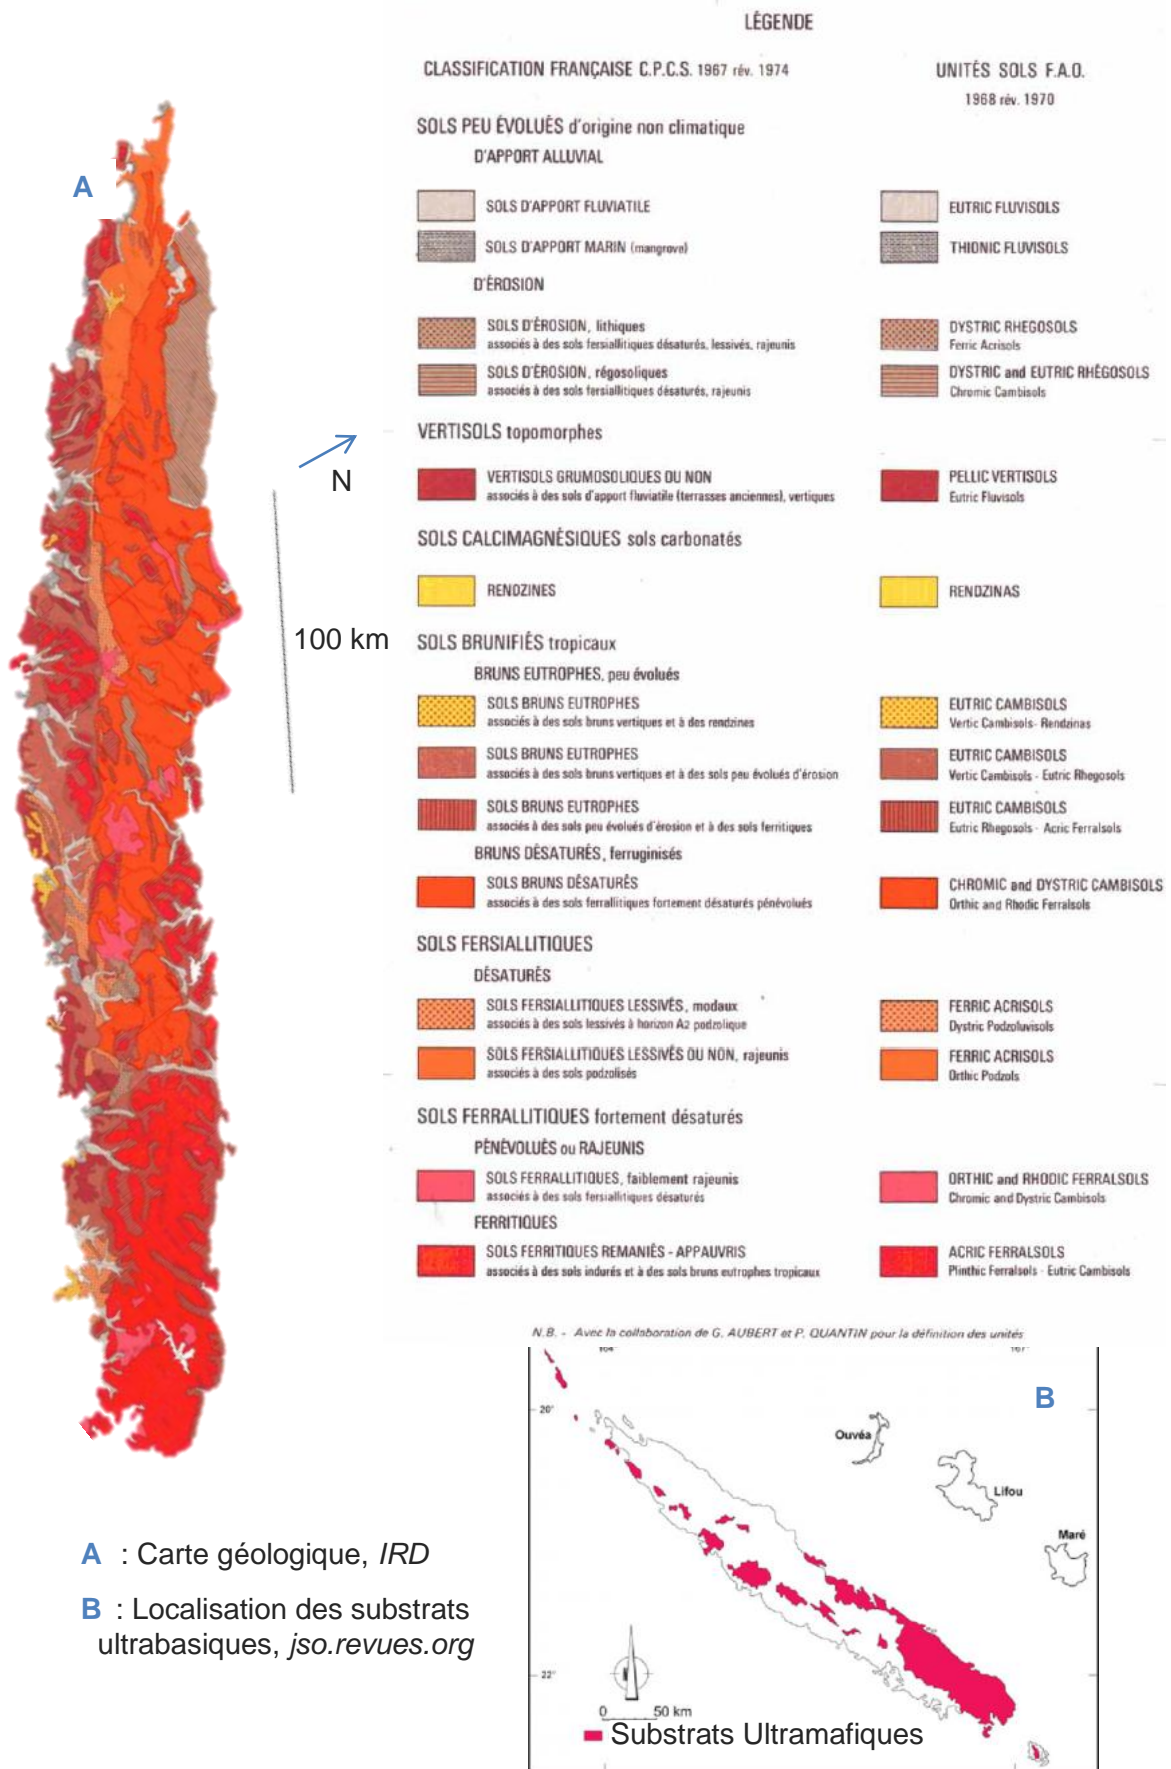 LÉGENDE
CLASSIFICATION FRANÇAISE C.P.C.S. 1967 rév. 1974
UNITÉS SOLS F.A.O.
1968 rév. 1970
SOLS PEU ÉVOLUÉS d'origine non climatique
D'APPORT ALLUVIAL
SOLS D'APPORT FLUVIATILE
EUTRIC FLUVISOLS
SOLS D'APPORT MARIN (mangrove)
THIONIC FLUVISOLS
D'ÉROSION
SOLS D'ÉROSION, lithiques
associés à des sols fersiallitiques désaturés, lessivés, rajeunis
DYSTRIC RHEGOSOLS
Ferric Acrisols
SOLS D'ÉROSION, régosoliques
associés à des sols fersiallitiques désaturés, rajeunis
DYSTRIC and EUTRIC RHÉGOSOLS
Chromic Cambisols
VERTISOLS topomorphes
VERTISOLS GRUMOSOLIQUES OU NON
associés à des sols d'apport fluviatile (terrasses anciennes), vertiques
PELLIC VERTISOLS
Eutric Fluvisols
SOLS CALCIMAGNÉSIQUES sols carbonatés
RENDZINES
RENDZINAS
SOLS BRUNIFIÉS tropicaux
BRUNS EUTROPHES, peu évolués
SOLS BRUNS EUTROPHES
associés à des sols bruns vertiques et à des rendzines
EUTRIC CAMBISOLS
Vertic Cambisols - Rendzinas
SOLS BRUNS EUTROPHES
associés à des sols bruns vertiques et à des sols peu évolués d'érosion
EUTRIC CAMBISOLS
Vertic Cambisols - Eutric Rhegosols
SOLS BRUNS EUTROPHES
associés à des sols peu évolués d'érosion et à des sols ferritiques
EUTRIC CAMBISOLS
Eutric Rhegosols - Acric Ferralsols
BRUNS DÉSATURÉS, ferruginisés
SOLS BRUNS DÉSATURÉS
associés à des sols ferrallitiques fortement désaturés pénévolués
CHROMIC and DYSTRIC CAMBISOLS
Orthic and Rhodic Ferralsols
SOLS FERSIALLITIQUES
DÉSATURÉS
SOLS FERSIALLITIQUES LESSIVÉS, modaux
associés à des sols lessivés à horizon A2 podzolique
FERRIC ACRISOLS
Dystric Podzoluvisols
SOLS FERSIALLITIQUES LESSIVÉS OU NON, rajeunis
associés à des sols podzolisés
FERRIC ACRISOLS
Orthic Podzols
SOLS FERRALLITIQUES fortement désaturés
PÉNÉVOLUÉS ou RAJEUNIS
SOLS FERRALLITIQUES, faiblement rajeunis
associés à des sols fersiallitiques désaturés
ORTHIC and RHODIC FERRALSOLS
Chromic and Dystric Cambisols
FERRITIQUES
SOLS FERRITIQUES REMANIÉS - APPAUVRIS
associés à des sols indurés et à des sols bruns eutrophes tropicaux
ACRIC FERRALSOLS
Plinthic Ferralsols - Eutric Cambisols
N.B. - Avec la collaboration de G. AUBERT et P. QUANTIN pour la définition des unités
A
N
100 km
B
20°
Ouvéa
Lifou
Maré
22°
0 50 km
Substrats Ultramafiques
A : Carte géologique, IRD
B : Localisation des substrats
ultrabasiques, jso.revues.org